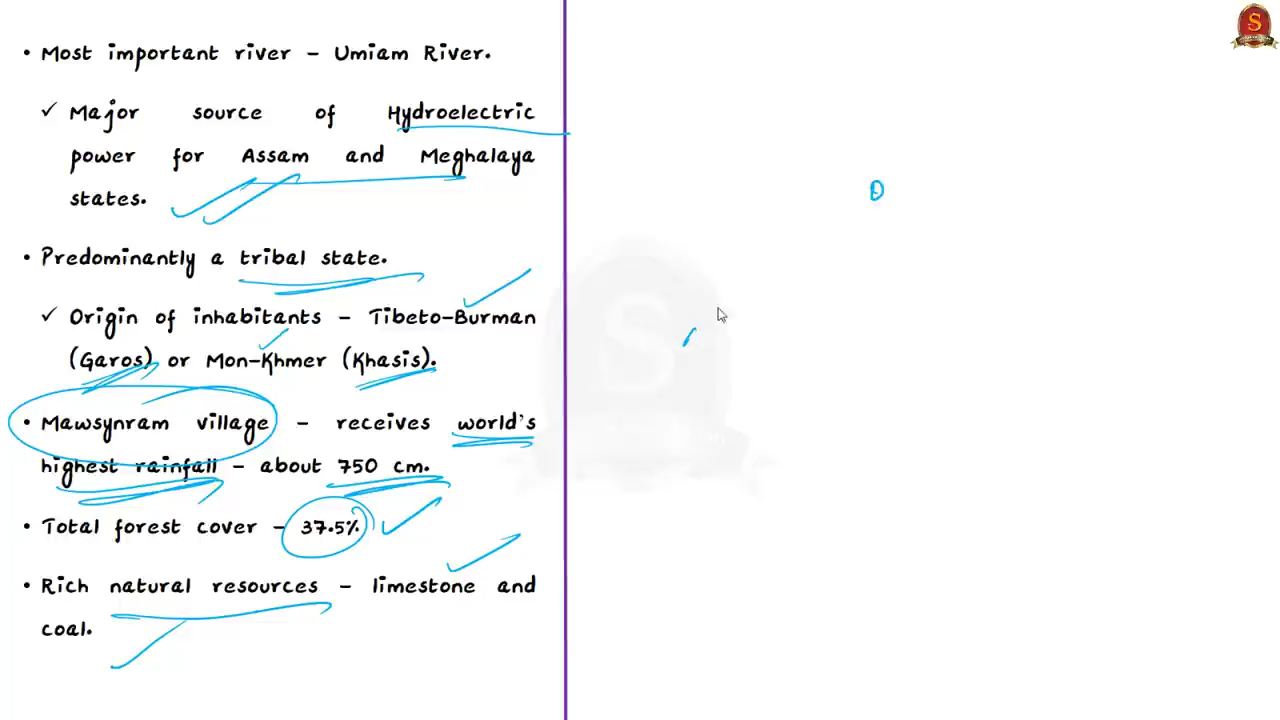 • Most important river – Umiam River.
✓ Major source of Hydroelectric
power for Assam and Meghalaya
states.
• Predominantly a tribal state.
✓ Origin of inhabitants – Tibeto-Burman
(Garos) or Mon-Khmer (Khasis).
• Mawsynram village – receives world's
highest rainfall – about 750 cm.
• Total forest cover – 37.5%
• Rich natural resources – limestone and
coal.
S
S